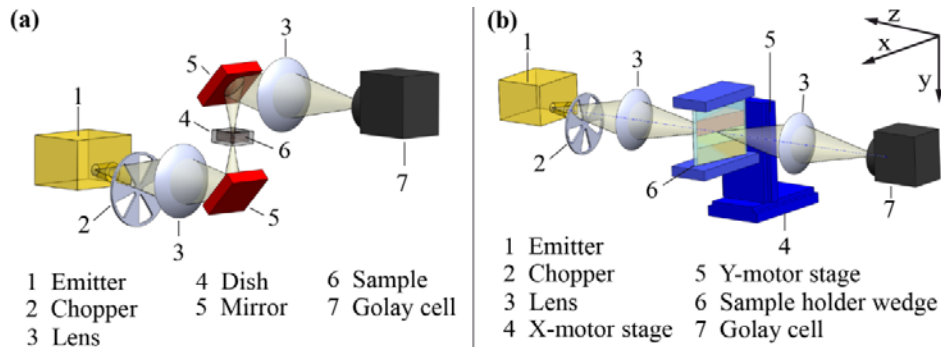 (a)
3
5
1
4
6
2
3
5
7
1 Emitter 4 Dish 6 Sample
2 Chopper 5 Mirror 7 Golay cell
3 Lens
(b)
z
x
y
5
3
3
1
2
6
7
4
1 Emitter
2 Chopper 5 Y-motor stage
3 Lens 6 Sample holder wedge
4 X-motor stage 7 Golay cell